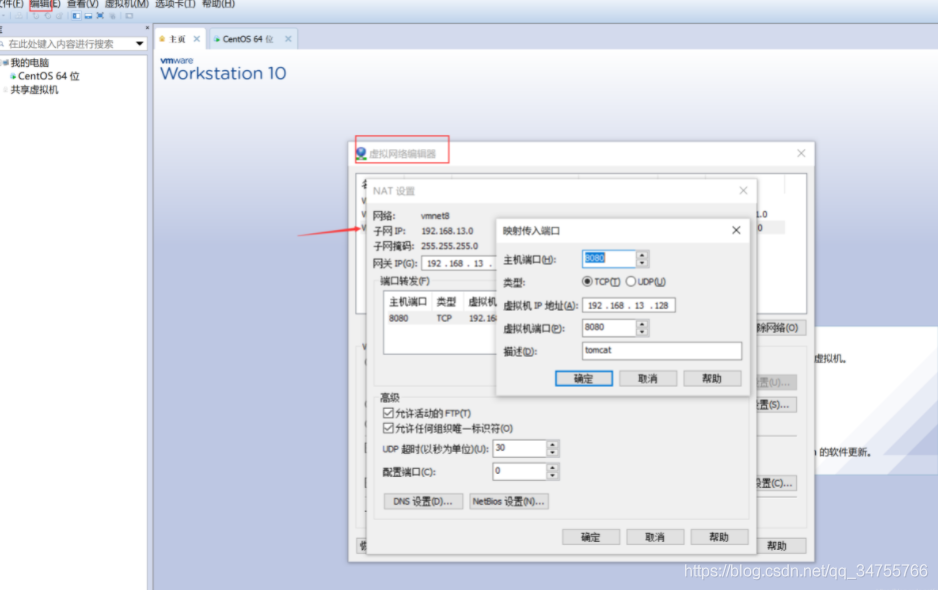 文件(F) 编辑(E) 查看(V) 虚拟机(M) 选项卡(T) 帮助(H)
在此处键入内容进行搜索
我的电脑
CentOS 64 位
共享虚拟机
主页
CentOS 64 位
vmware
Workstation 10
虚拟网络编辑器
NAT 设置
网络: vmnet8
子网 IP: 192.168.13.0
子网掩码: 255.255.255.0
网关 IP(G): 192 . 168 . 13 .
端口转发(F)
主机端口 类型 虚拟机
8080 TCP 192.16
映射传入端口
主机端口(H): 8080
类型: TCP(T) UDP(U)
虚拟机 IP 地址(A): 192 . 168 . 13 . 128
虚拟机端口(P): 8080
描述(D): tomcat
确定 取消 帮助
高级
允许活动的 FTP(T)
允许任何组织唯一标识符(O)
UDP 超时(以秒为单位)(U): 30
配置端口(C): 0
DNS 设置(D)... NetBios 设置(N)...
确定 取消 帮助
1.0
0
除网络(O)
置(U)...
置(S)...
设置(C)...
帮助
虚拟机。
的软件更新。
https://blog.csdn.net/qq_34755766